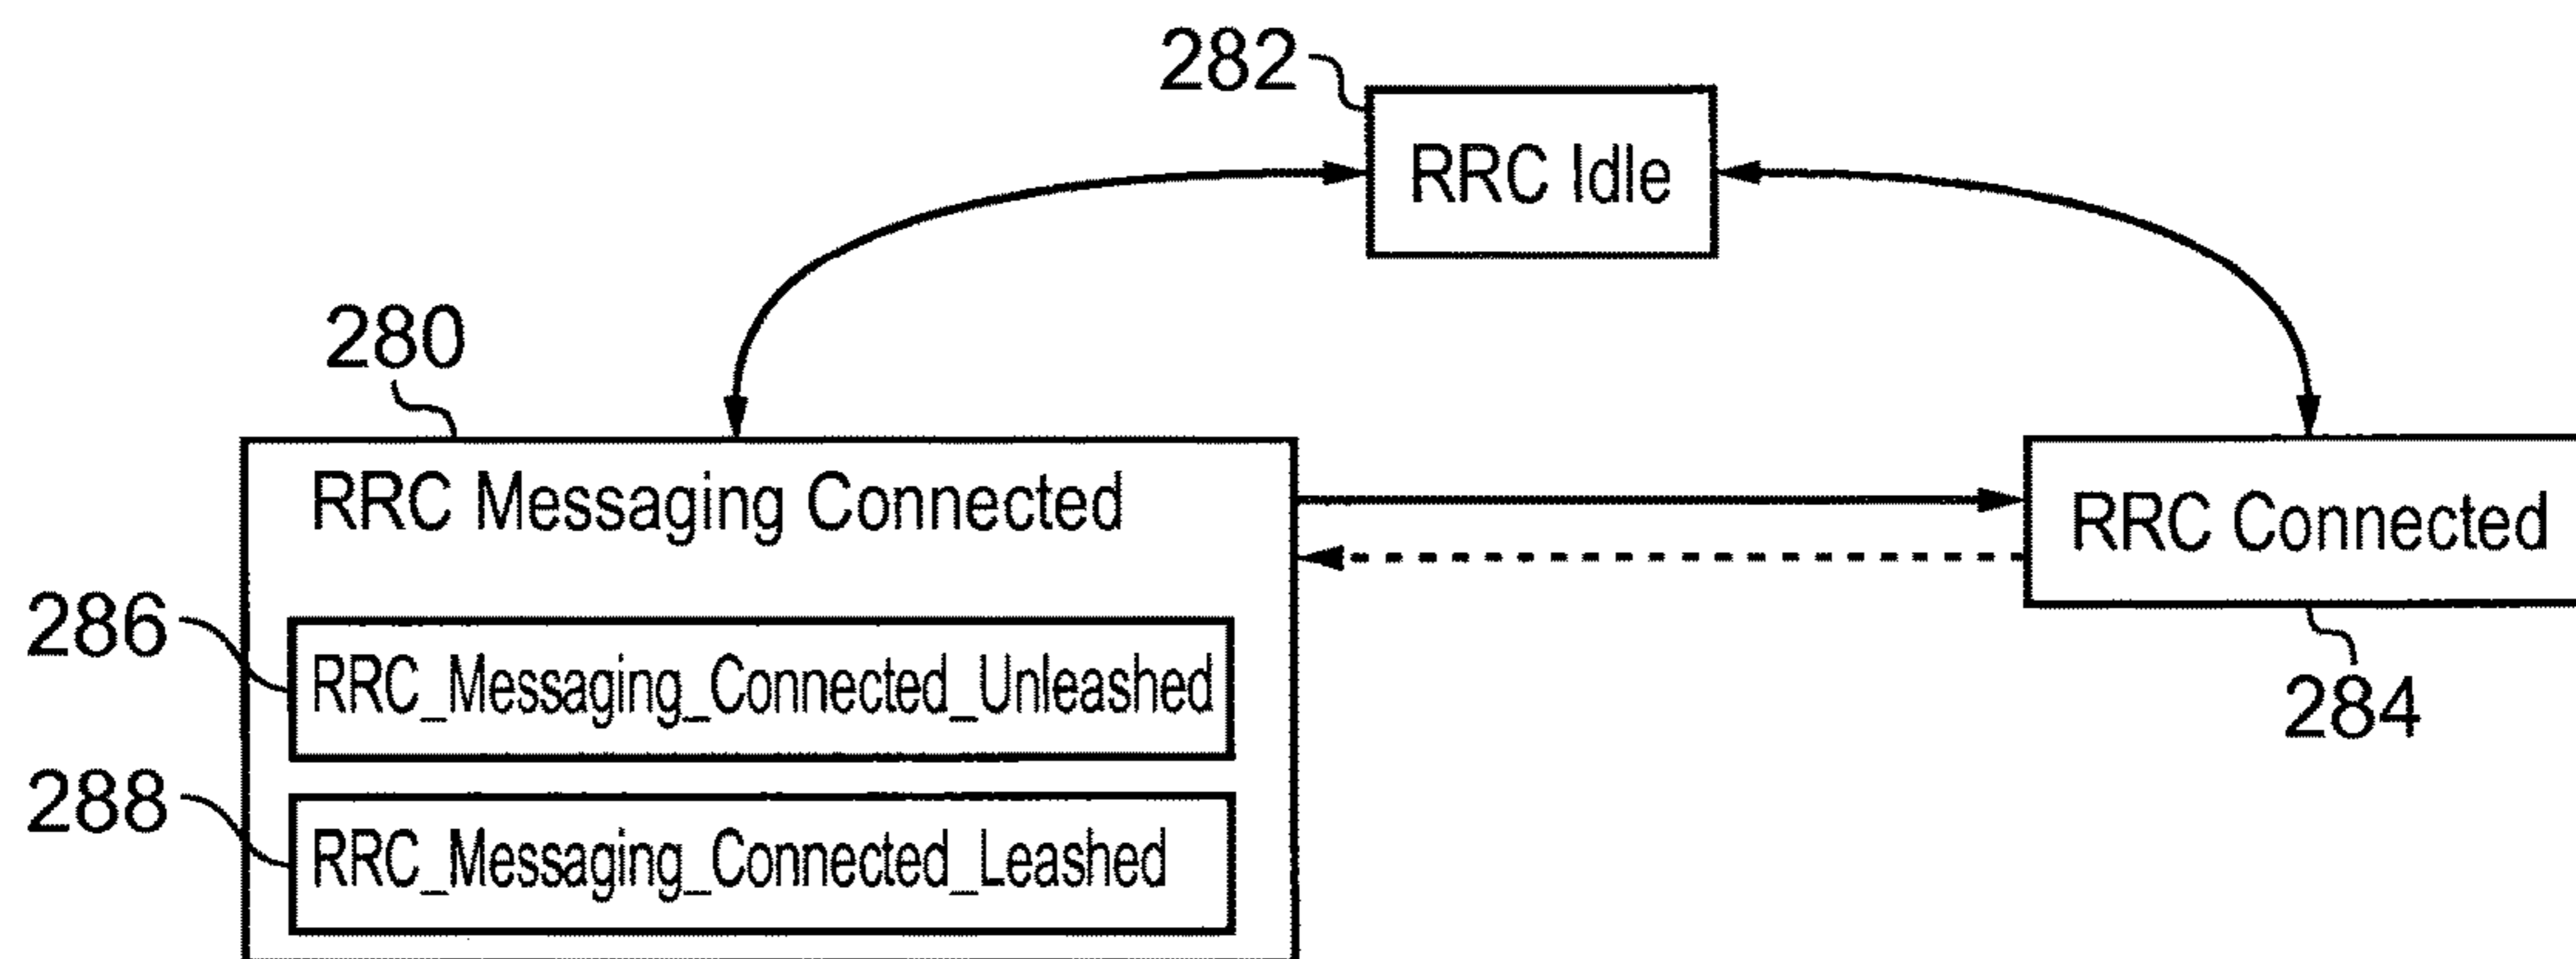 282
RRC Idle
280
RRC Messaging Connected
RRC Connected
286
RRC_Messaging_Connected_Unleashed
284
288
RRC_Messaging_Connected_Leashed